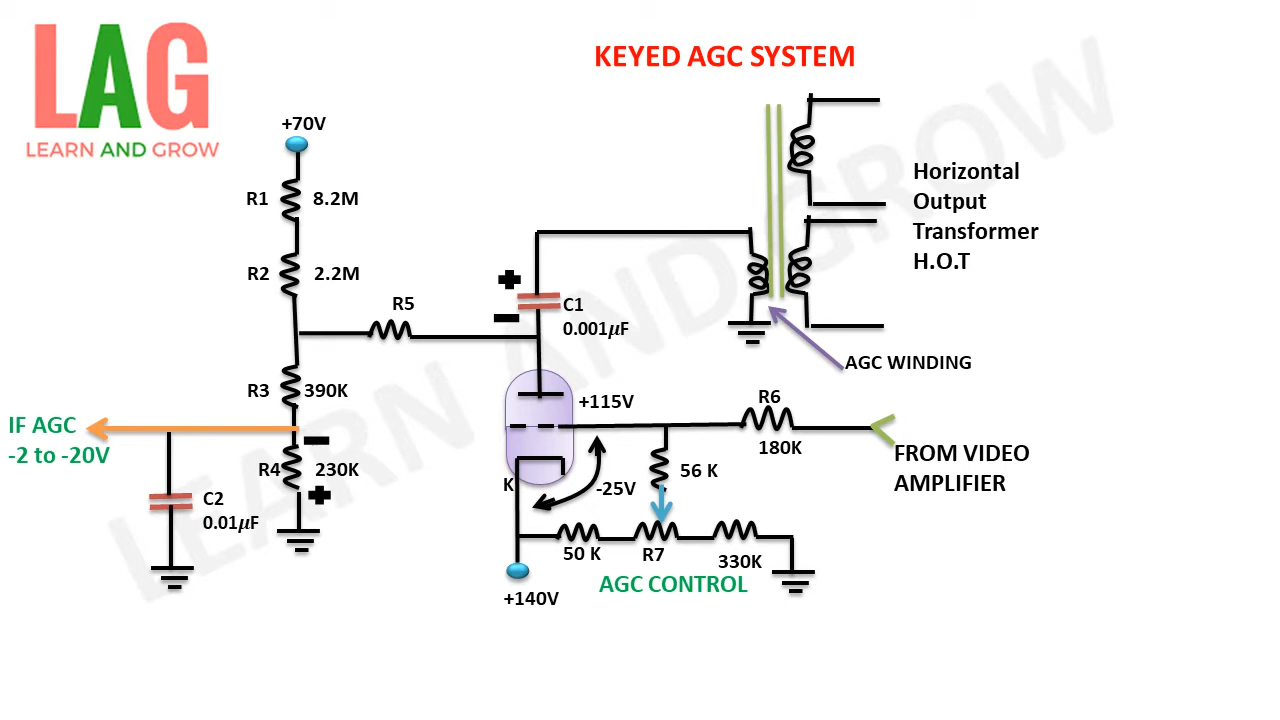 LAG
LEARN AND GROW
KEYED AGC SYSTEM
+70V
R1 8.2M
R2 2.2M
R5
C1
0.001µF
Horizontal
Output
Transformer
H.O.T
AGC WINDING
R3 390K
+115V
R6
180K
IF AGC
-2 to -20V
FROM VIDEO
AMPLIFIER
R4 230K
56 K
K
-25V
C2
0.01µF
50 K
R7
330K
AGC CONTROL
+140V
LEARN AND GROW